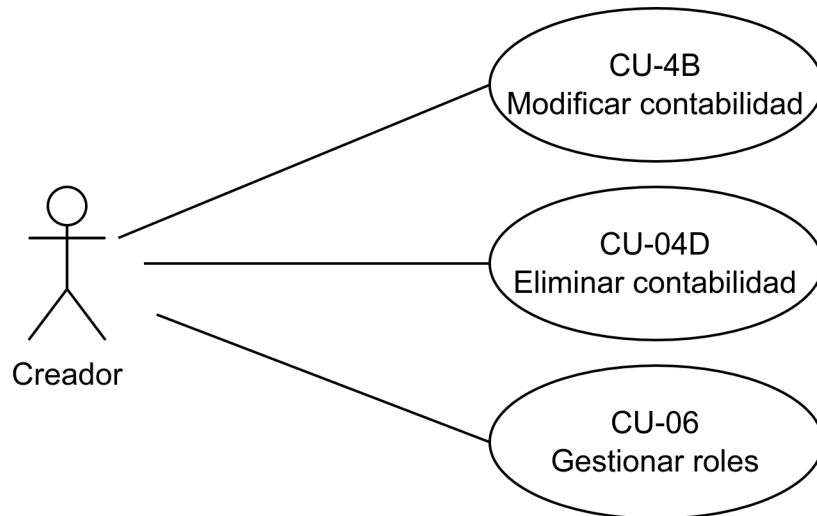 CU-4B
Modificar contabilidad
CU-04D
Eliminar contabilidad
Creador
CU-06
Gestionar roles